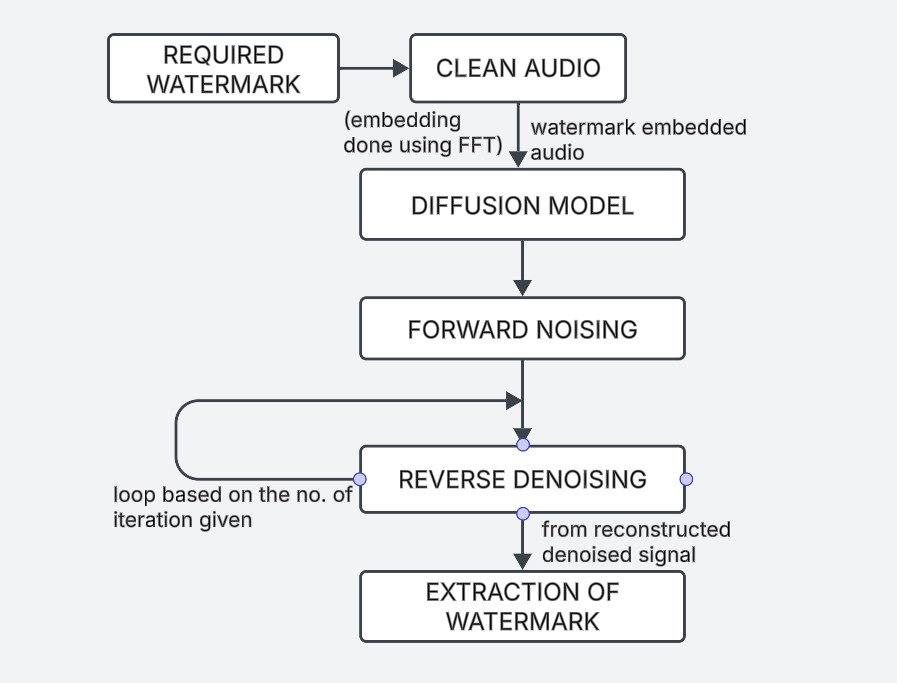 REQUIRED
WATERMARK
CLEAN AUDIO
(embedding
done using FFT)
watermark embedded
audio
DIFFUSION MODEL
FORWARD NOISING
REVERSE DENOISING
loop based on the no. of
iteration given
from reconstructed
denoised signal
EXTRACTION OF
WATERMARK